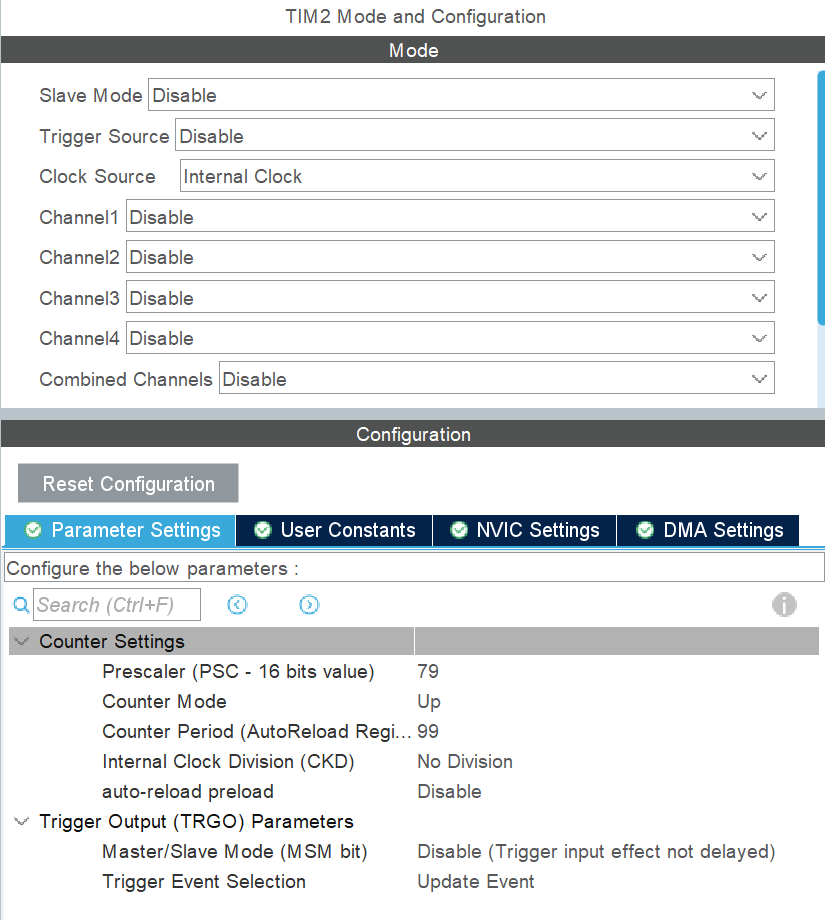 TIM2 Mode and Configuration
Mode
Slave Mode Disable
Trigger Source Disable
Clock Source Internal Clock
Channel1 Disable
Channel2 Disable
Channel3 Disable
Channel4 Disable
Combined Channels Disable
Configuration
Reset Configuration
Parameter Settings User Constants NVIC Settings DMA Settings
Configure the below parameters :
Search (Ctrl+F)
Counter Settings
Prescaler (PSC - 16 bits value) 79
Counter Mode Up
Counter Period (AutoReload Regi... 99
Internal Clock Division (CKD) No Division
auto-reload preload Disable
Trigger Output (TRGO) Parameters
Master/Slave Mode (MSM bit) Disable (Trigger input effect not delayed)
Trigger Event Selection Update Event